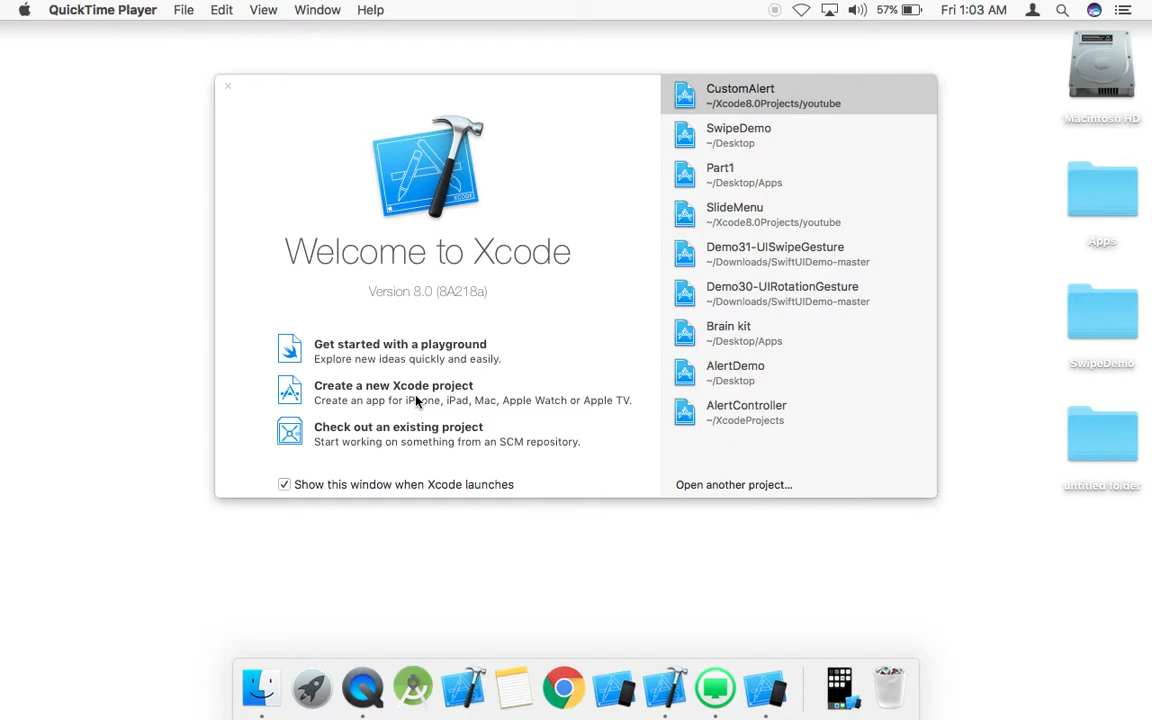 QuickTime Player File Edit View Window Help 57% Fri 1:03 AM
Macintosh HD
Apps
SwipeDemo
untitled folder
XCODE
Welcome to Xcode
Version 8.0 (8A218a)
Get started with a playground
Explore new ideas quickly and easily.
Create a new Xcode project
Create an app for iPhone, iPad, Mac, Apple Watch or Apple TV.
Check out an existing project
Start working on something from an SCM repository.
Show this window when Xcode launches
CustomAlert
~/Xcode8.0Projects/youtube
SwipeDemo
~/Desktop
Part1
~/Desktop/Apps
SlideMenu
~/Xcode8.0Projects/youtube
Demo31-UISwipeGesture
~/Downloads/SwiftUIDemo-master
Demo30-UIRotationGesture
~/Downloads/SwiftUIDemo-master
Brain kit
~/Desktop/Apps
AlertDemo
~/Desktop
AlertController
~/XcodeProjects
Open another project...